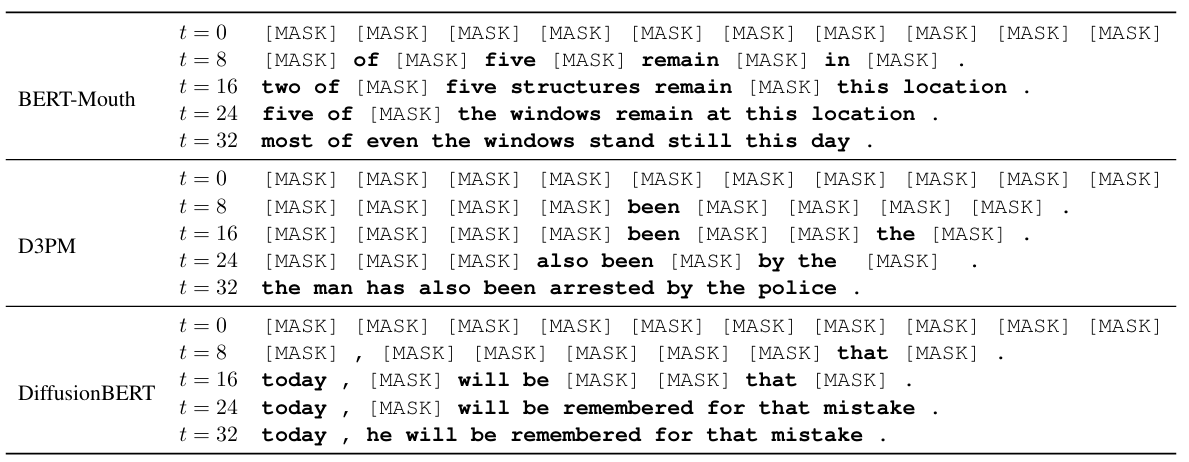 BERT-Mouth
t = 0 [MASK] [MASK] [MASK] [MASK] [MASK] [MASK] [MASK] [MASK] [MASK] [MASK]
t = 8 [MASK] of [MASK] five [MASK] remain [MASK] in [MASK] .
t = 16 two of [MASK] five structures remain [MASK] this location .
t = 24 five of [MASK] the windows remain at this location .
t = 32 most of even the windows stand still this day .
D3PM
t = 0 [MASK] [MASK] [MASK] [MASK] [MASK] [MASK] [MASK] [MASK] [MASK] [MASK]
t = 8 [MASK] [MASK] [MASK] [MASK] been [MASK] [MASK] [MASK] [MASK] .
t = 16 [MASK] [MASK] [MASK] [MASK] been [MASK] [MASK] the [MASK] .
t = 24 [MASK] [MASK] [MASK] also been [MASK] by the [MASK] .
t = 32 the man has also been arrested by the police .
DiffusionBERT
t = 0 [MASK] [MASK] [MASK] [MASK] [MASK] [MASK] [MASK] [MASK] [MASK] [MASK]
t = 8 [MASK] , [MASK] [MASK] [MASK] [MASK] [MASK] that [MASK] .
t = 16 today , [MASK] will be [MASK] [MASK] that [MASK] .
t = 24 today , [MASK] will be remembered for that mistake .
t = 32 today , he will be remembered for that mistake .